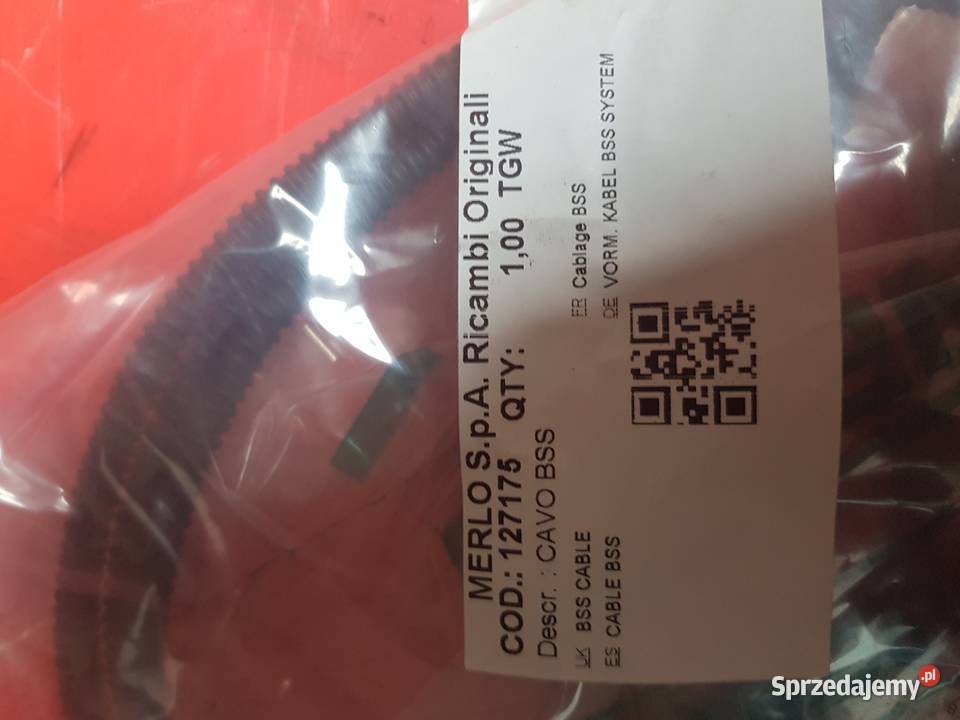 MERLO S.p.A. Ricambi Originali
COD.: 127175 QTY: 1,00 TGW
Descr. : CAVO BSS
UK BSS CABLE FR Cablage BSS
ES CABLE BSS DE VORM. KABEL BSS SYSTEM
Sprzedajemy.pl